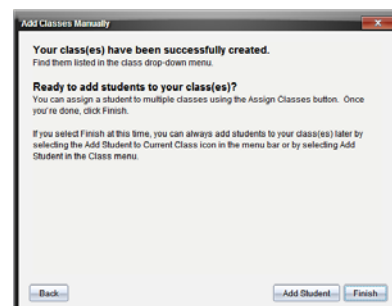 Add Classes Manually
Your class(es) have been successfully created.
Find them listed in the class drop-down menu.
Ready to add students to your class(es)?
You can assign a student to multiple classes using the Assign Classes button. Once
you're done, click Finish.
If you select Finish at this time, you can always add students to your class(es) later by
selecting the Add Student to Current Class icon in the menu bar or by selecting Add
Student in the Class menu.
Back
Add Student
Finish